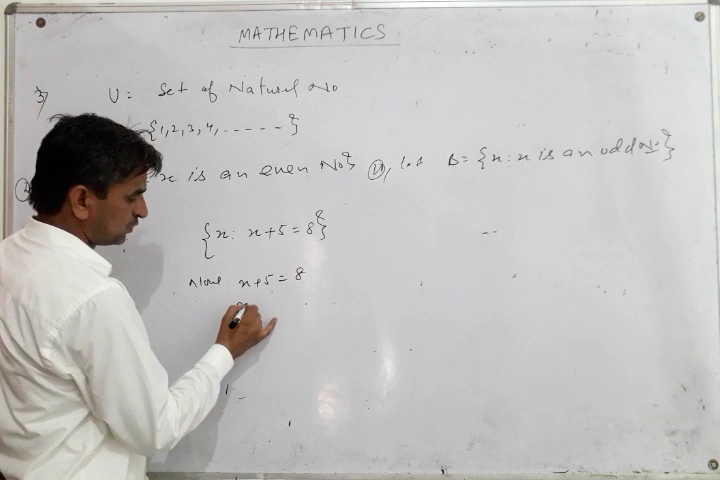 MATHEMATICS
3) U = Set of Natural No
{1, 2, 3, 4, - - - - - }
x is an even No} (ii) let B = {x : x is an odd No}
{x : x + 5 = 8}
Now x + 5 = 8
x